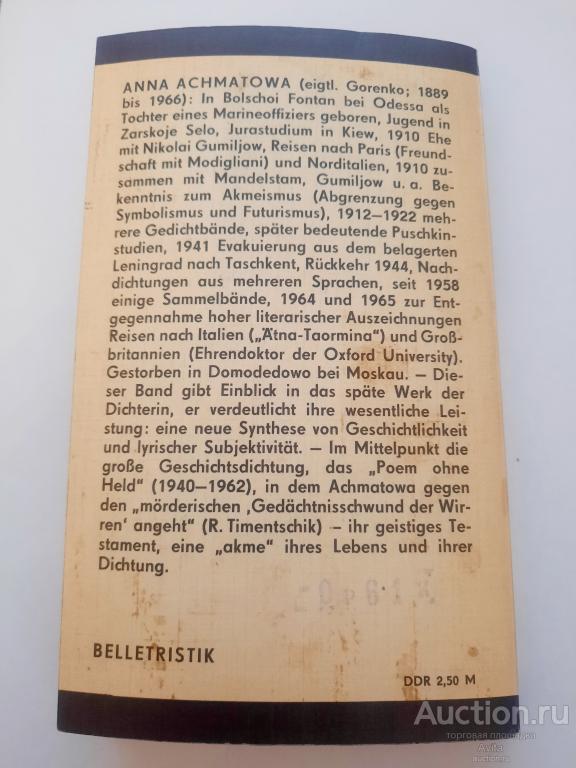 ANNA ACHMATOWA (eigtl. Gorenko; 1889
bis 1966): In Bolschoi Fontan bei Odessa als
Tochter eines Marineoffiziers geboren, Jugend in
Zarskoje Selo, Jurastudium in Kiew, 1910 Ehe
mit Nikolai Gumiljow, Reisen nach Paris (Freund-
schaft mit Modigliani) und Norditalien, 1910 zu-
sammen mit Mandelstam, Gumiljow u. a. Be-
kenntnis zum Akmeismus (Abgrenzung gegen
Symbolismus und Futurismus), 1912—1922 meh-
rere Gedichtbände, später bedeutende Puschkin-
studien, 1941 Evakuierung aus dem belagerten
Leningrad nach Taschkent, Rückkehr 1944, Nach-
dichtungen aus mehreren Sprachen, seit 1958
einige Sammelbände, 1964 und 1965 zur Ent-
gegennahme hoher literarischer Auszeichnungen
Reisen nach Italien („Ätna-Taormina“) und Groß-
britannien (Ehrendoktor der Oxford University).
Gestorben in Domodedowo bei Moskau. — Die-
ser Band gibt Einblick in das späte Werk der
Dichterin, er verdeutlicht ihre wesentliche Lei-
stung: eine neue Synthese von Geschichtlichkeit
und lyrischer Subjektivität. — Im Mittelpunkt die
große Geschichtsdichtung, das „Poem ohne
Held“ (1940—1962), in dem Achmatowa gegen
den „mörderischen ‚Gedächtnisschwund der Wir-
ren‘ angeht“ (R. Timentschik) — ihr geistiges Te-
stament, eine „akme“ ihres Lebens und ihrer
Dichtung.
BELLETRISTIK
DDR 2,50 M
Auction.ru
торговая площадка
Avita
auction.ru